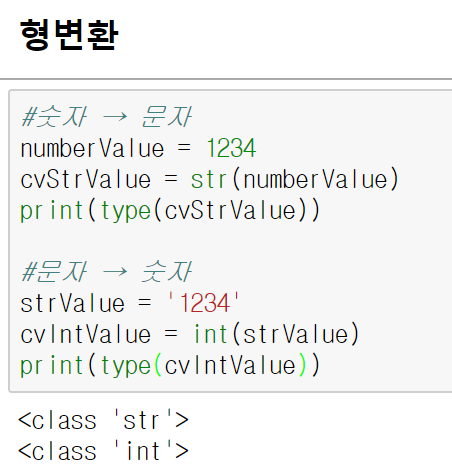 형변환
#숫자 → 문자
numberValue = 1234
cvStrValue = str(numberValue)
print(type(cvStrValue))
#문자 → 숫자
strValue = '1234'
cvIntValue = int(strValue)
print(type(cvIntValue))
<class 'str'>
<class 'int'>